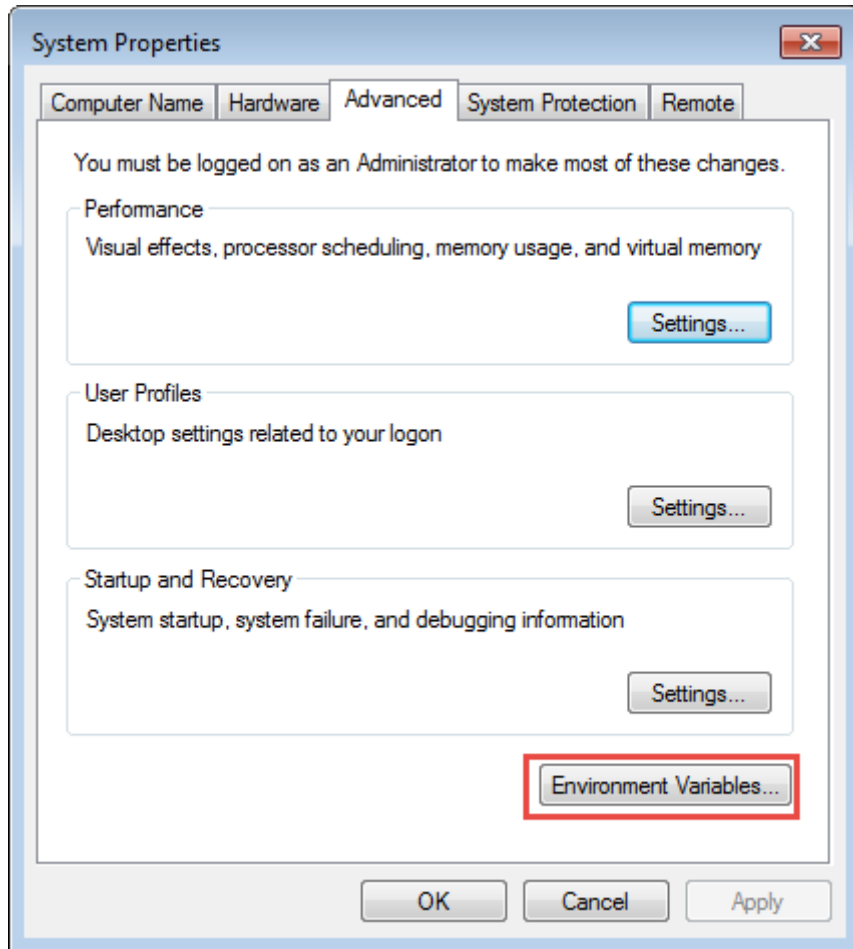 System Properties
Computer Name Hardware Advanced System Protection Remote
You must be logged on as an Administrator to make most of these changes.
Performance
Visual effects, processor scheduling, memory usage, and virtual memory
Settings...
User Profiles
Desktop settings related to your logon
Settings...
Startup and Recovery
System startup, system failure, and debugging information
Settings...
Environment Variables...
OK Cancel Apply